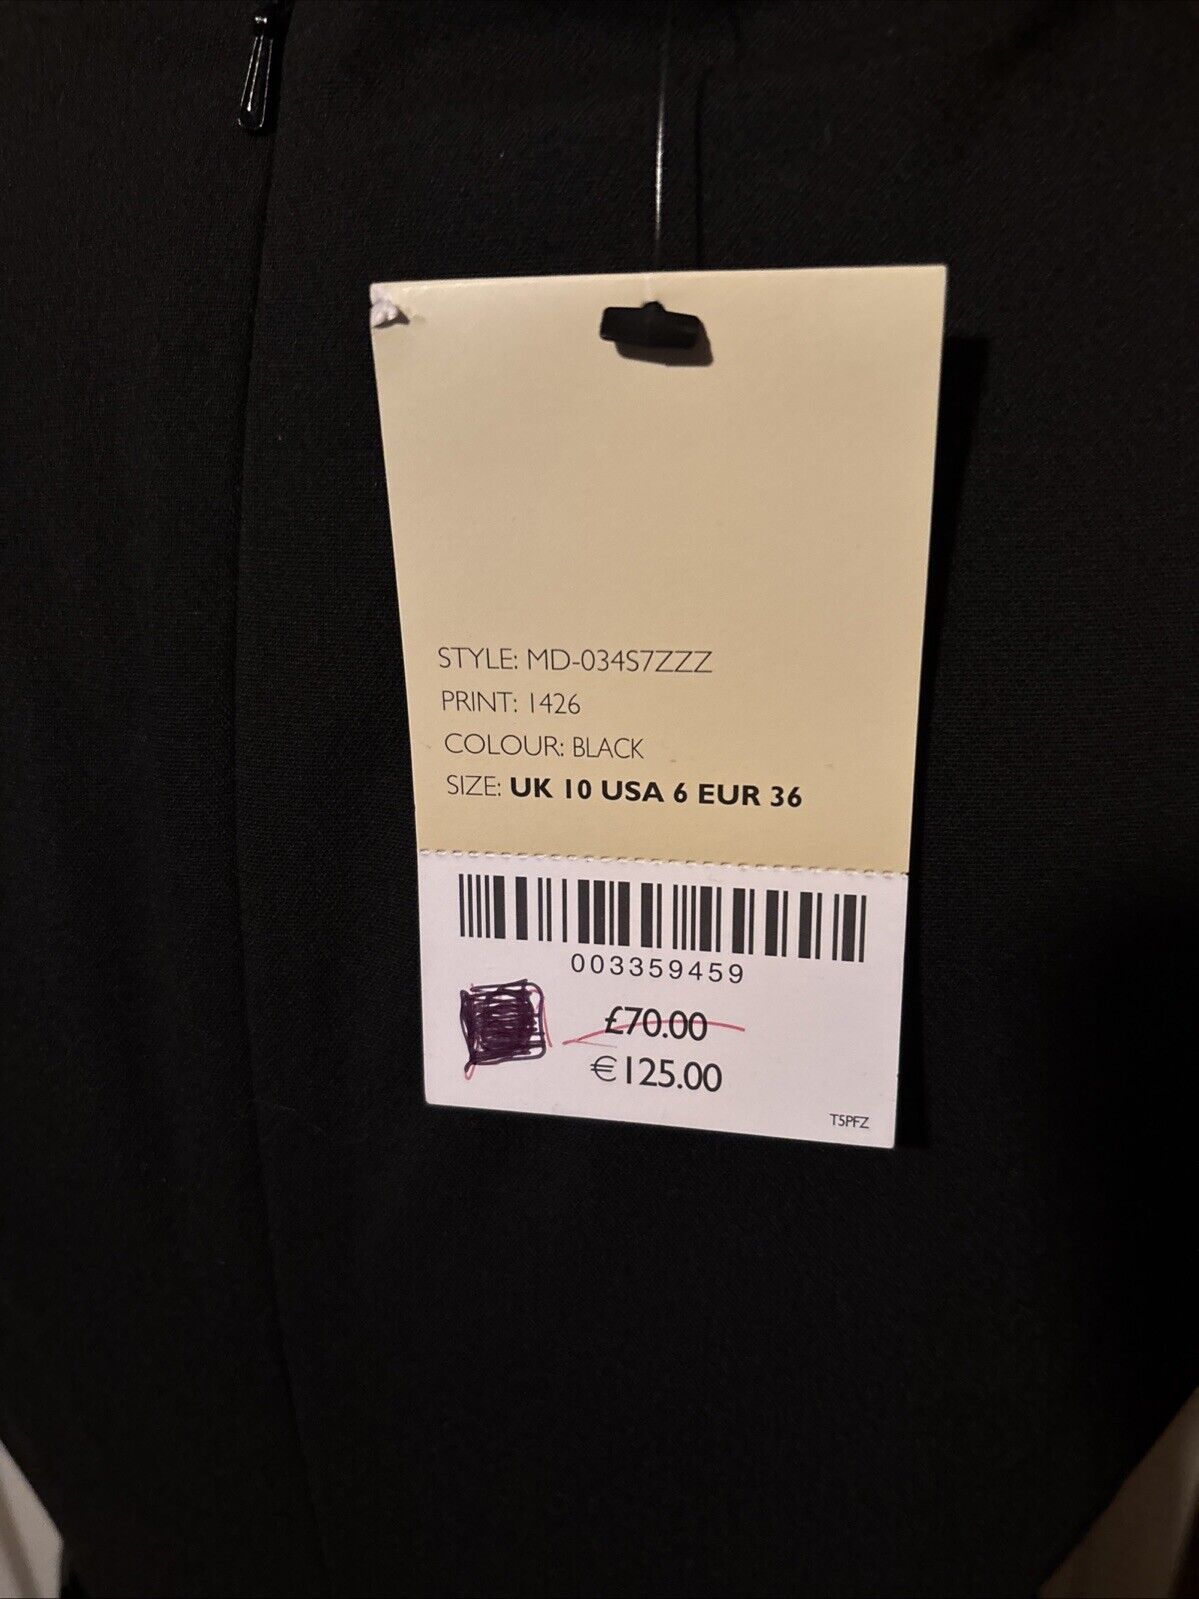 STYLE: MD-034S7ZZZ
PRINT: 1426
COLOUR: BLACK
SIZE: UK 10 USA 6 EUR 36
003359459
£70.00
€125.00
T5PFZ